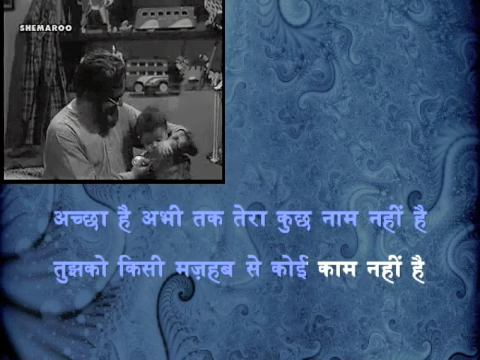 SHEMAROO
अच्छा है अभी तक तेरा कुछ नाम नहीं है
तुझको किसी मज़हब से कोई काम नहीं है